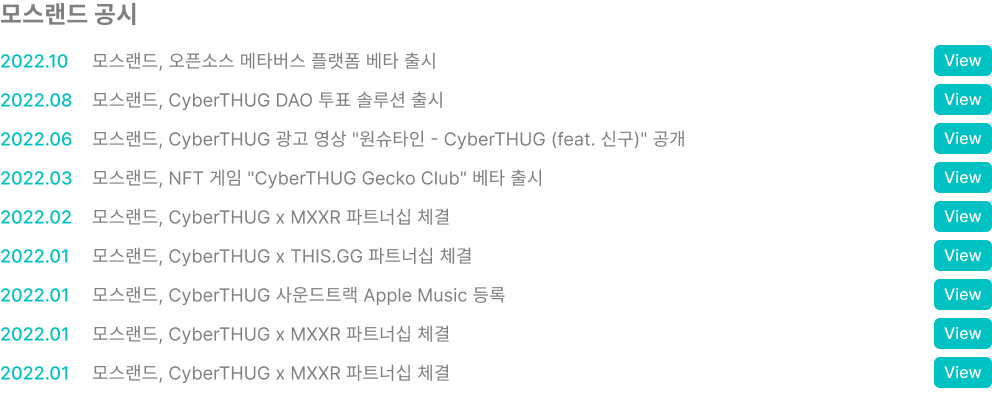 모스랜드 공시
2022.10 모스랜드, 오픈소스 메타버스 플랫폼 베타 출시 View
2022.08 모스랜드, CyberTHUG DAO 투표 솔루션 출시 View
2022.06 모스랜드, CyberTHUG 광고 영상 "원슈타인 - CyberTHUG (feat. 신구)" 공개 View
2022.03 모스랜드, NFT 게임 "CyberTHUG Gecko Club" 베타 출시 View
2022.02 모스랜드, CyberTHUG x MXXR 파트너십 체결 View
2022.01 모스랜드, CyberTHUG x THIS.GG 파트너십 체결 View
2022.01 모스랜드, CyberTHUG 사운드트랙 Apple Music 등록 View
2022.01 모스랜드, CyberTHUG x MXXR 파트너십 체결 View
2022.01 모스랜드, CyberTHUG x MXXR 파트너십 체결 View